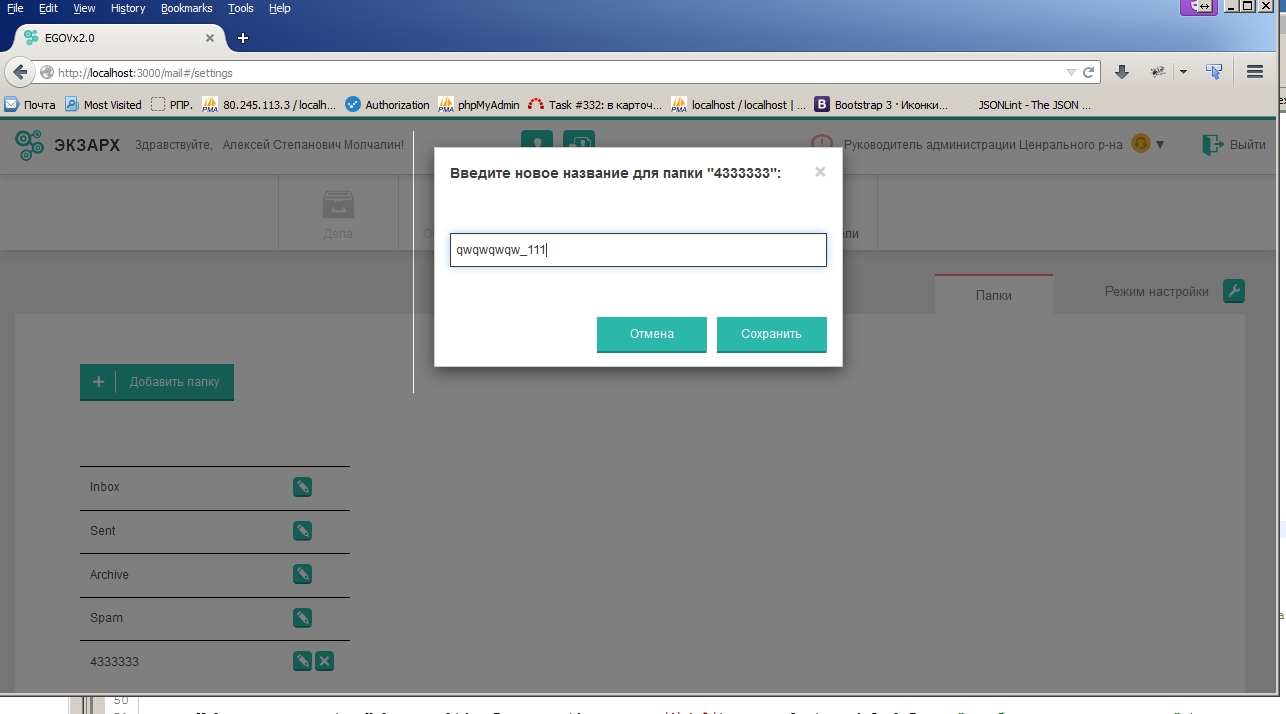 File Edit View History Bookmarks Tools Help
EGOVx2.0
http://localhost:3000/mail#/settings
Почта Most Visited РПР. 80.245.113.3 / localh... Authorization phpMyAdmin Task #332: в карточ... localhost / localhost | ... Bootstrap 3 · Иконки... JSONLint - The JSON ...
ЭКЗАРХ Здравствуйте, Алексей Степанович Молчалин! Руководитель администрации Ценрального р-на Выйти
Введите новое название для папки "4333333":
Дела
qwqwqwqw_111
Папки Режим настройки
Отмена Сохранить
Добавить папку
Inbox
Sent
Archive
Spam
4333333
50